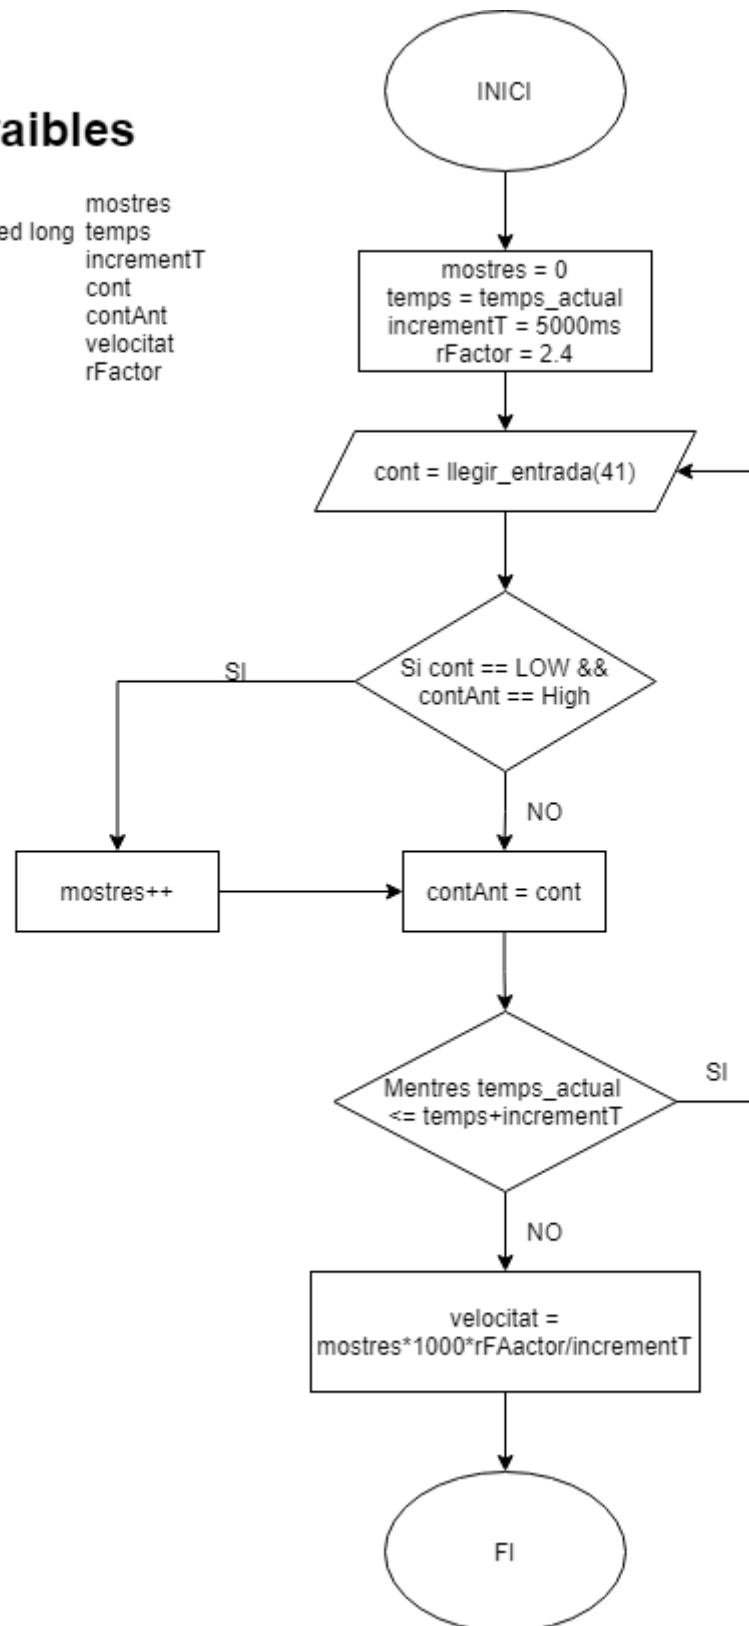 INICI
aibles
mostres
ed long temps
incrementT
cont
contAnt
velocitat
rFactor
mostres = 0
temps = temps_actual
incrementT = 5000ms
rFactor = 2.4
cont = llegir_entrada(41)
Si cont == LOW &&
contAnt == High
SI
NO
mostres++
contAnt = cont
Mentres temps_actual
<= temps+incrementT
SI
NO
velocitat =
mostres*1000*rFAactor/incrementT
FI